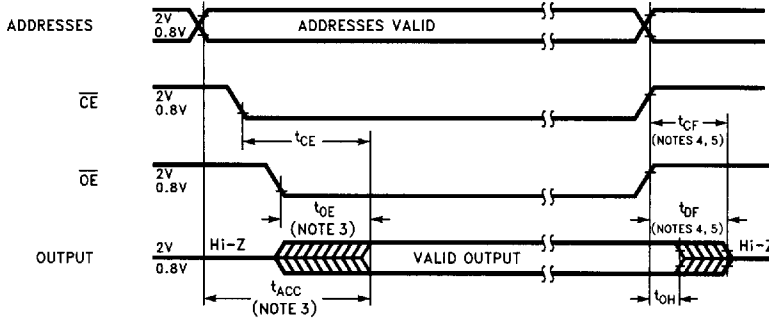 ADDRESSES
2V
0.8V
ADDRESSES VALID
CE
2V
0.8V
tCE
tCF
(NOTES 4, 5)
OE
2V
0.8V
tOE
(NOTE 3)
tDF
(NOTES 4, 5)
OUTPUT
2V
0.8V
Hi-Z
VALID OUTPUT
Hi-Z
tACC
(NOTE 3)
tOH